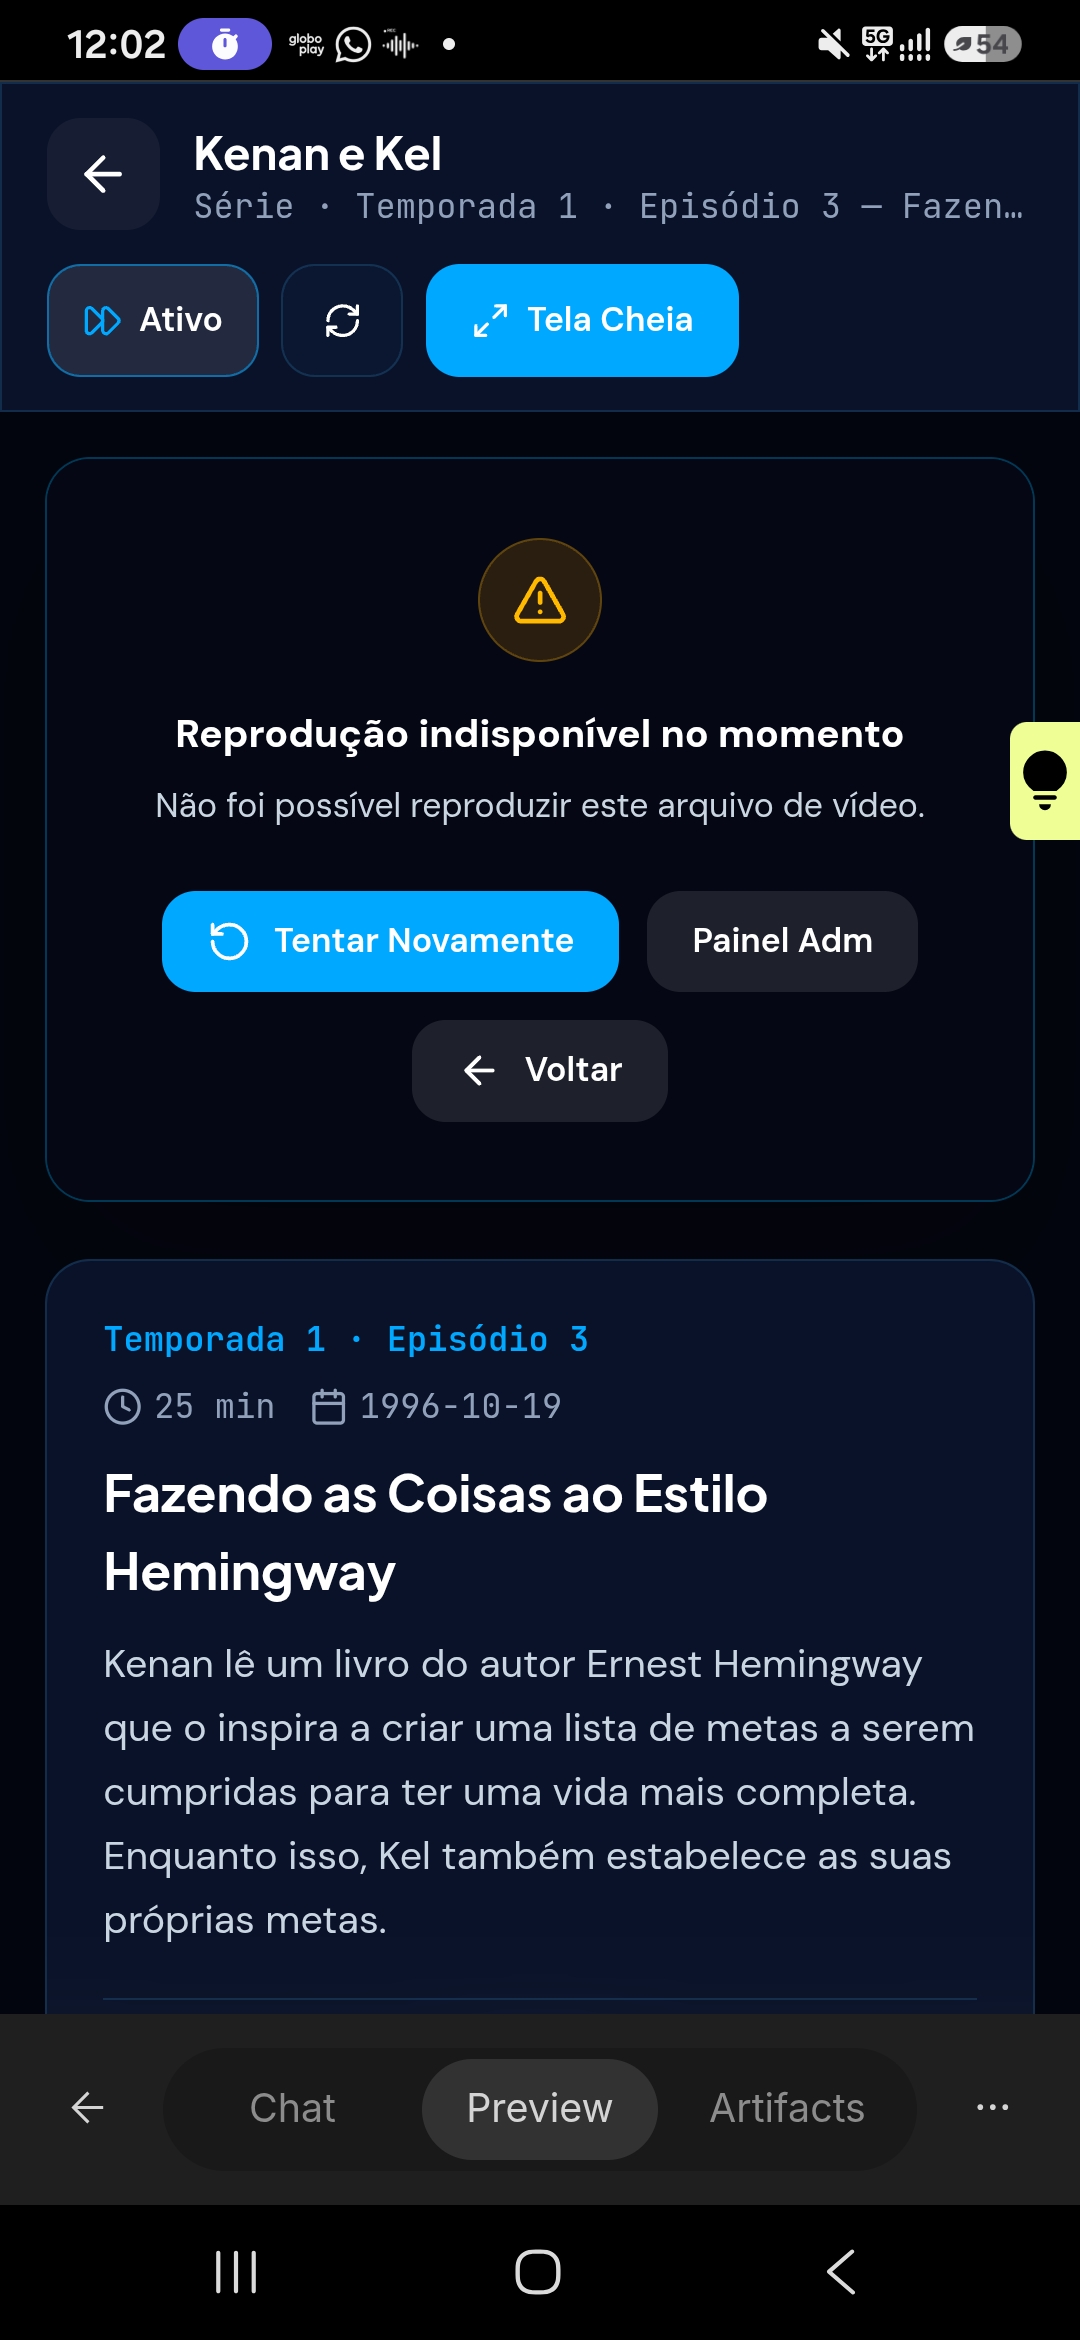 12:02
globo
play
5G
54
Kenan e Kel
Série · Temporada 1 · Episódio 3 — Fazen…
Ativo
Tela Cheia
Reprodução indisponível no momento
Não foi possível reproduzir este arquivo de vídeo.
Tentar Novamente
Painel Adm
Voltar
Temporada 1 · Episódio 3
25 min
1996-10-19
Fazendo as Coisas ao Estilo
Hemingway
Kenan lê um livro do autor Ernest Hemingway
que o inspira a criar uma lista de metas a serem
cumpridas para ter uma vida mais completa.
Enquanto isso, Kel também estabelece as suas
próprias metas.
Chat
Preview
Artifacts